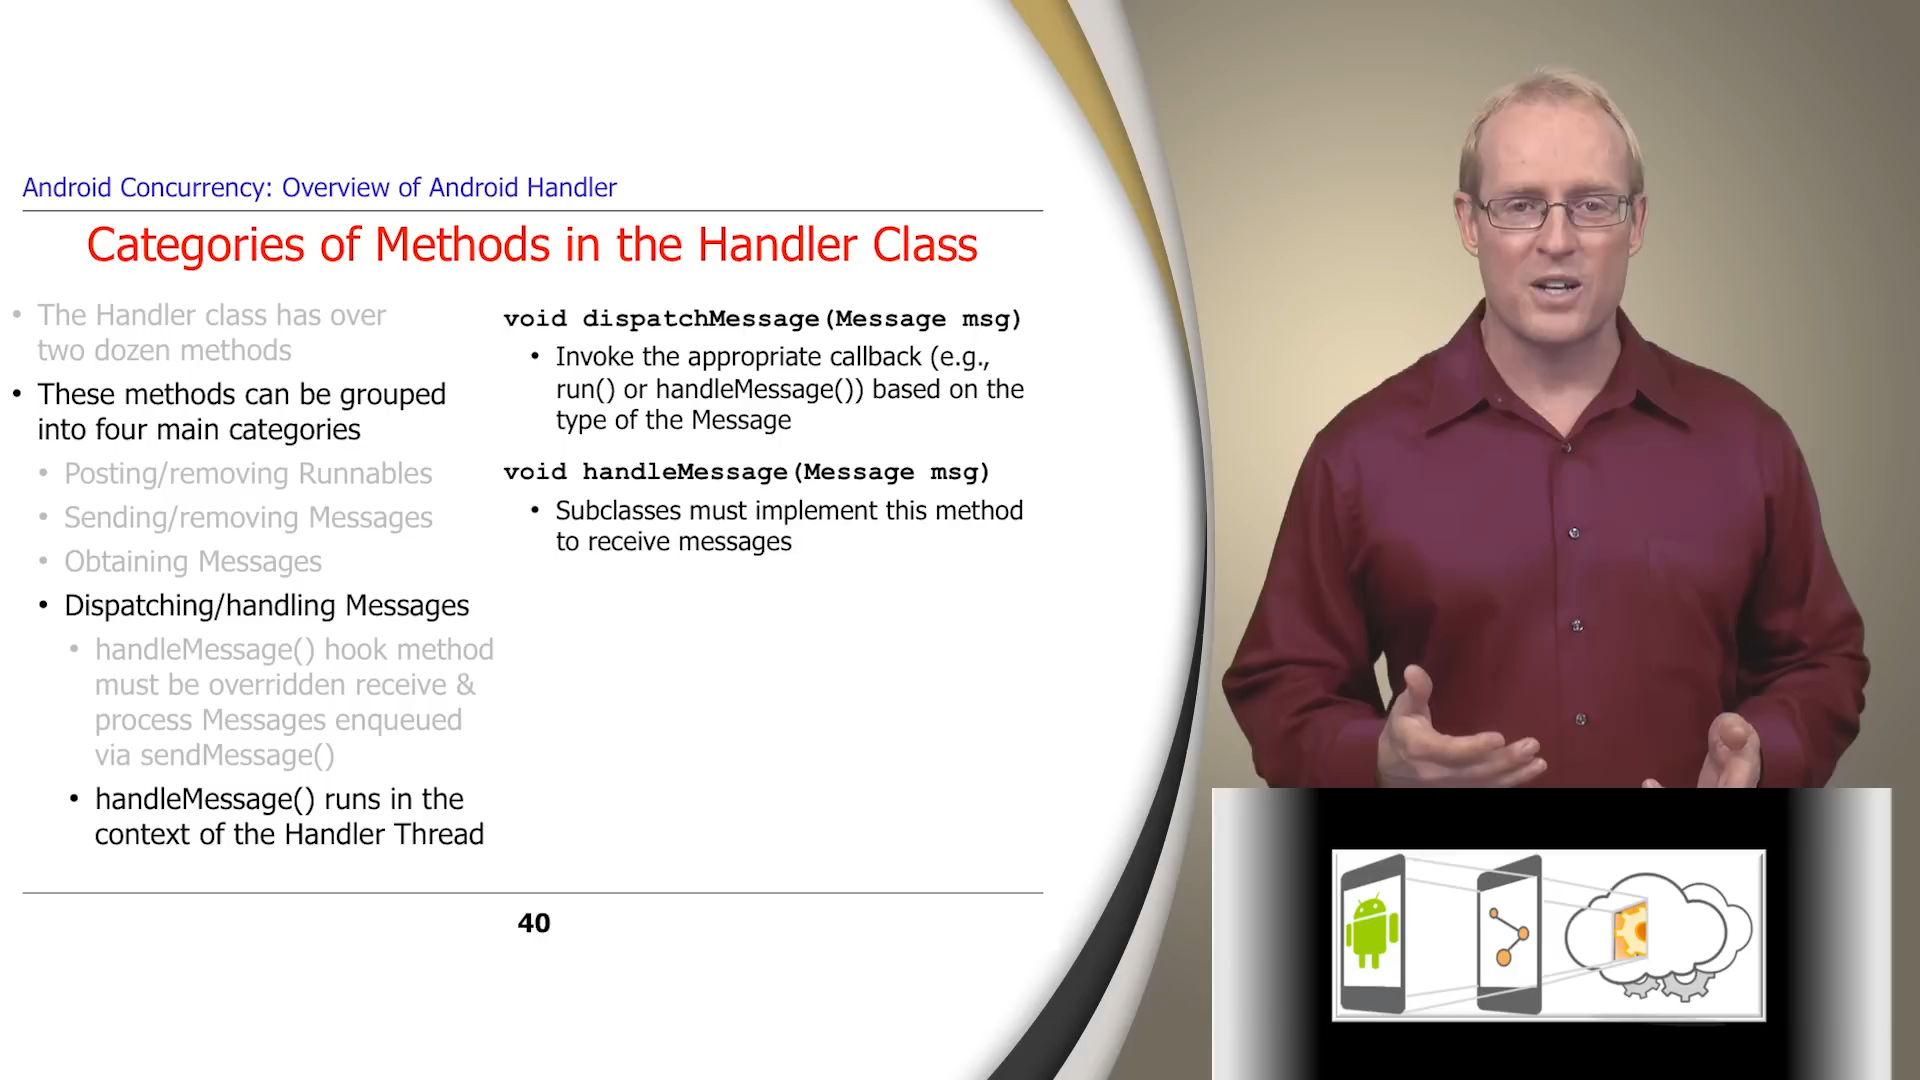 Android Concurrency: Overview of Android Handler
Categories of Methods in the Handler Class
• The Handler class has over
two dozen methods
• These methods can be grouped
into four main categories
• Posting/removing Runnables
• Sending/removing Messages
• Obtaining Messages
• Dispatching/handling Messages
• handleMessage() hook method
must be overridden receive &
process Messages enqueued
via sendMessage()
• handleMessage() runs in the
context of the Handler Thread
void dispatchMessage(Message msg)
• Invoke the appropriate callback (e.g.,
run() or handleMessage()) based on the
type of the Message
void handleMessage(Message msg)
• Subclasses must implement this method
to receive messages
40